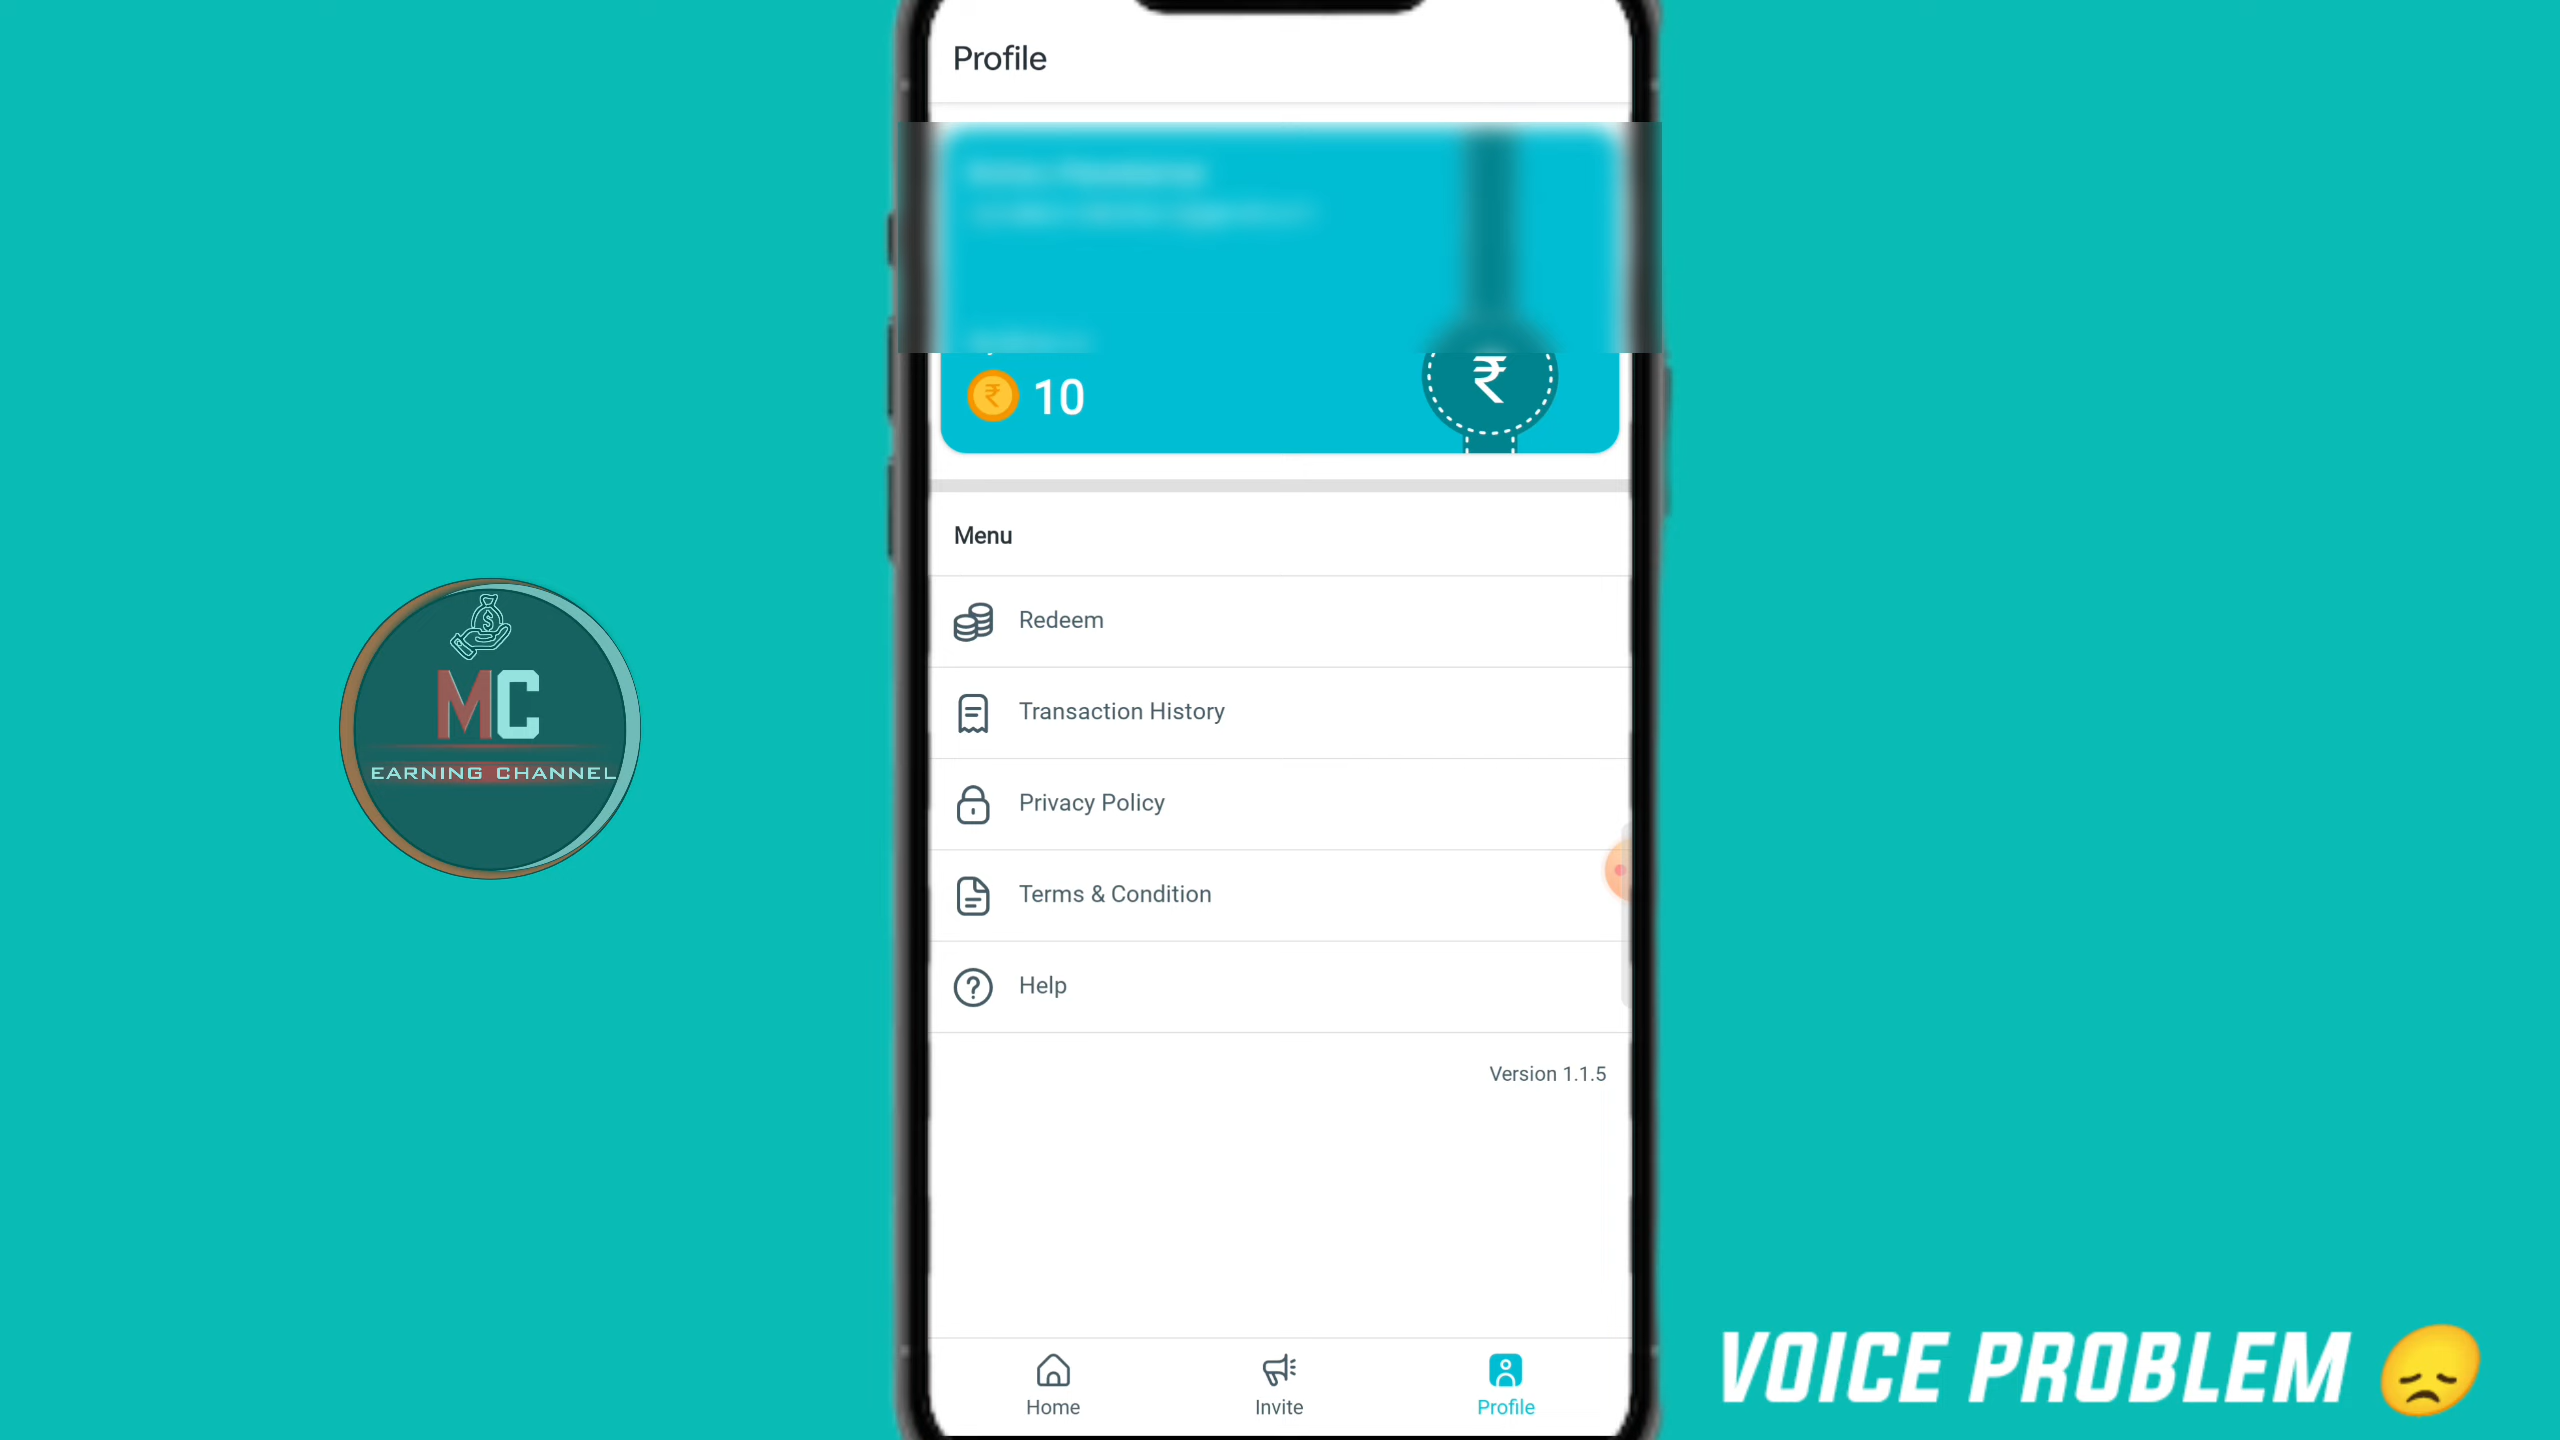 Profile
₹ 10
₹
Menu
Redeem
Transaction History
Privacy Policy
Terms & Condition
Help
Version 1.1.5
Home
Invite
Profile
MC
EARNING CHANNEL
VOICE PROBLEM 😞